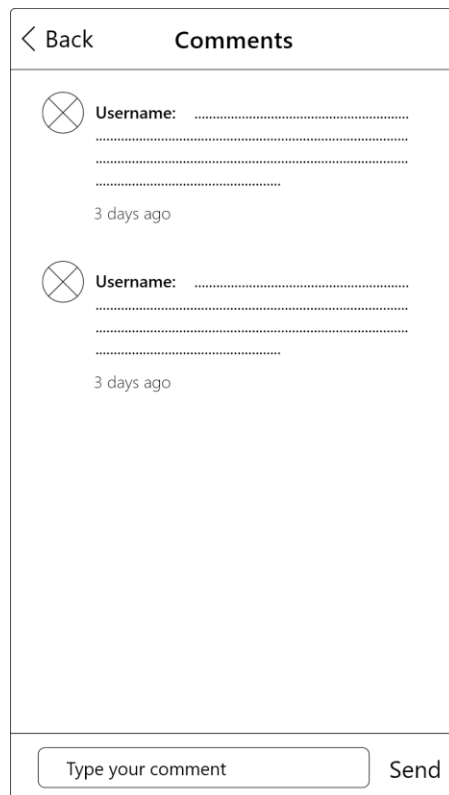 Back
Comments
Username: ......................................................
...............................................................................
...............................................................................
...............................................
3 days ago
Username: ......................................................
...............................................................................
...............................................................................
...............................................
3 days ago
Type your comment
Send